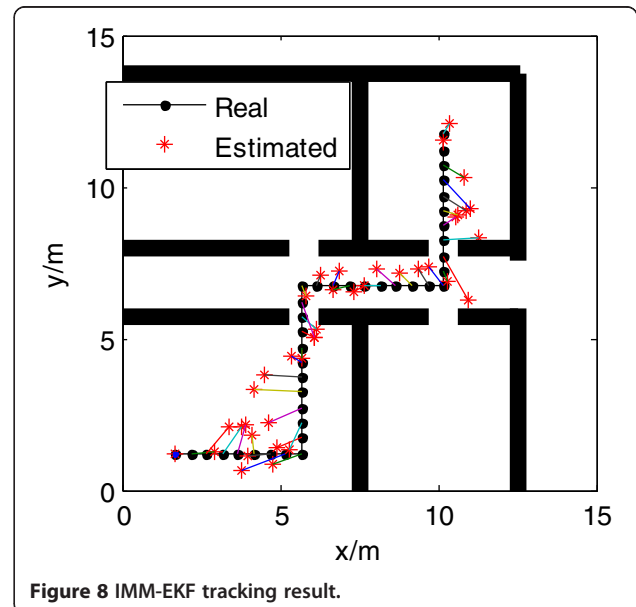 15
Real
Estimated
10
y/m
5
0
0 5 10 15
x/m
Figure 8 IMM-EKF tracking result.